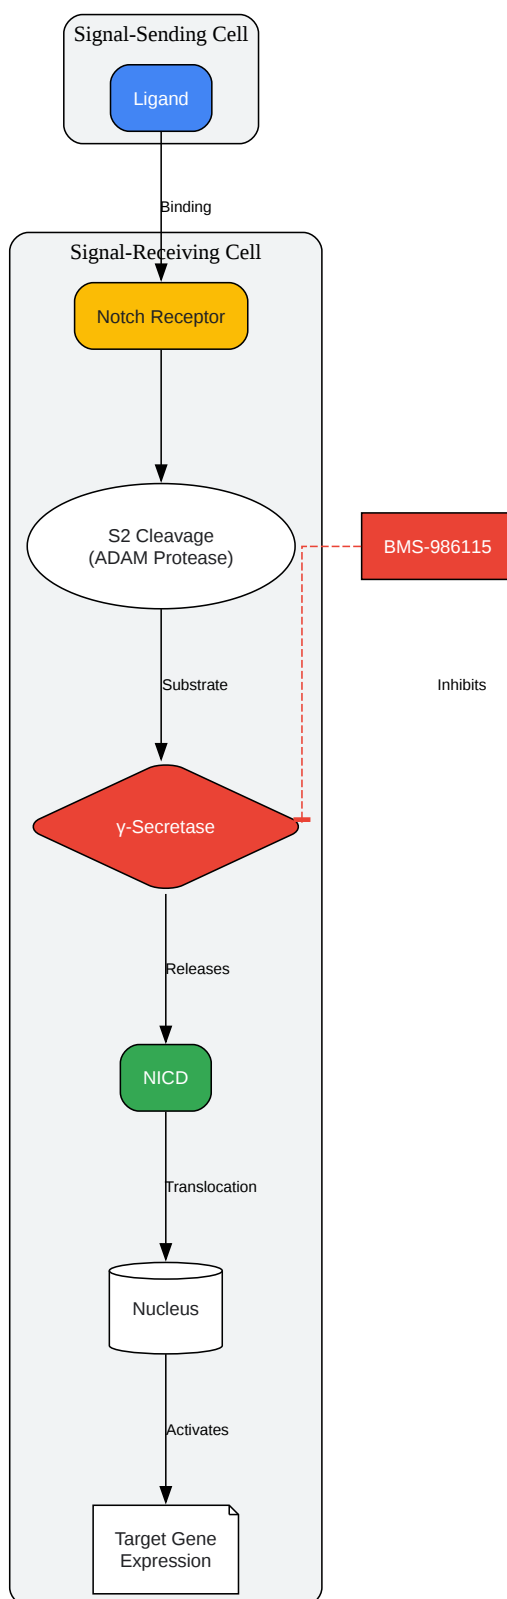 Signal-Sending Cell
Ligand
Binding
Signal-Receiving Cell
Notch Receptor
S2 Cleavage
(ADAM Protease)
BMS-986115
Substrate
Inhibits
γ-Secretase
Releases
NICD
Translocation
Nucleus
Activates
Target Gene
Expression